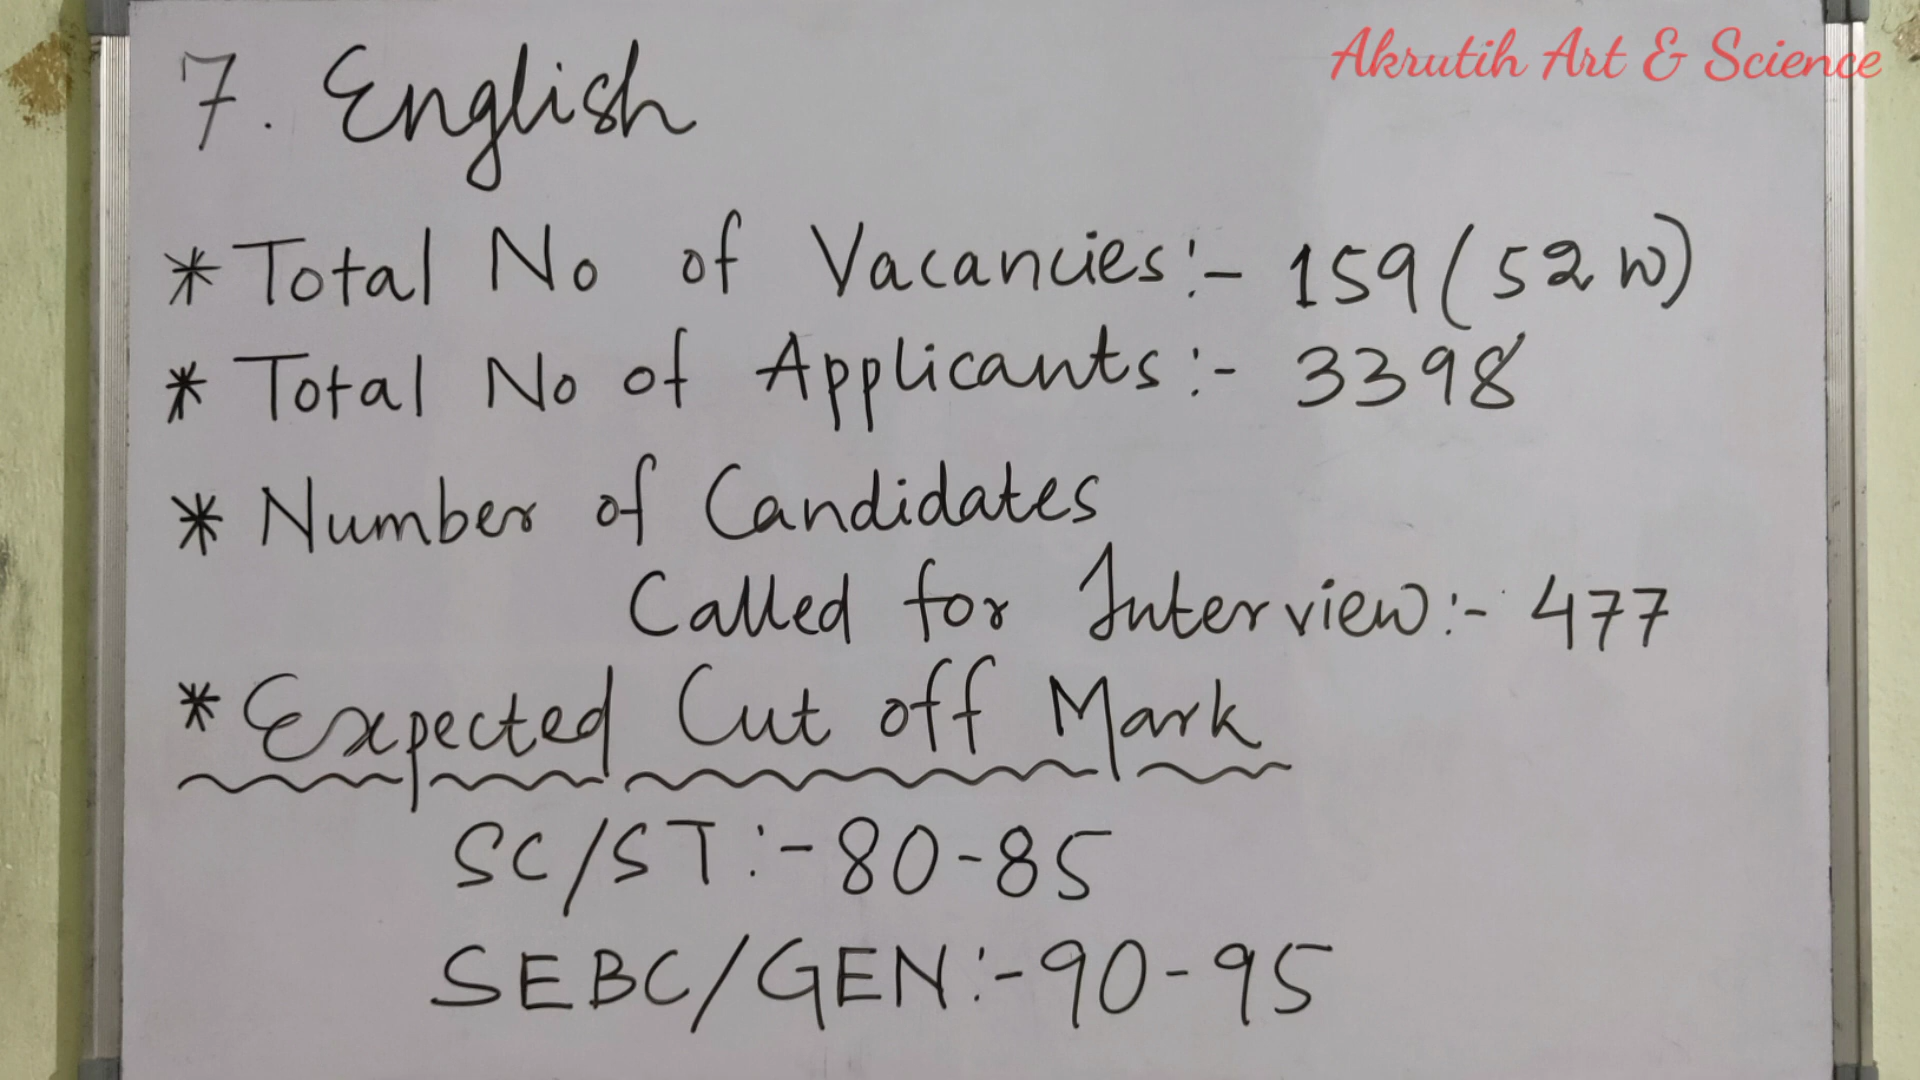 Akrutih Art & Science
7. English
* Total No of Vacancies:- 159 (52 W)
* Total No of Applicants:- 3398
* Number of Candidates
Called for Interview:- 477
* Expected Cut off Mark
SC/ST:-80-85
SEBC/GEN:-90-95